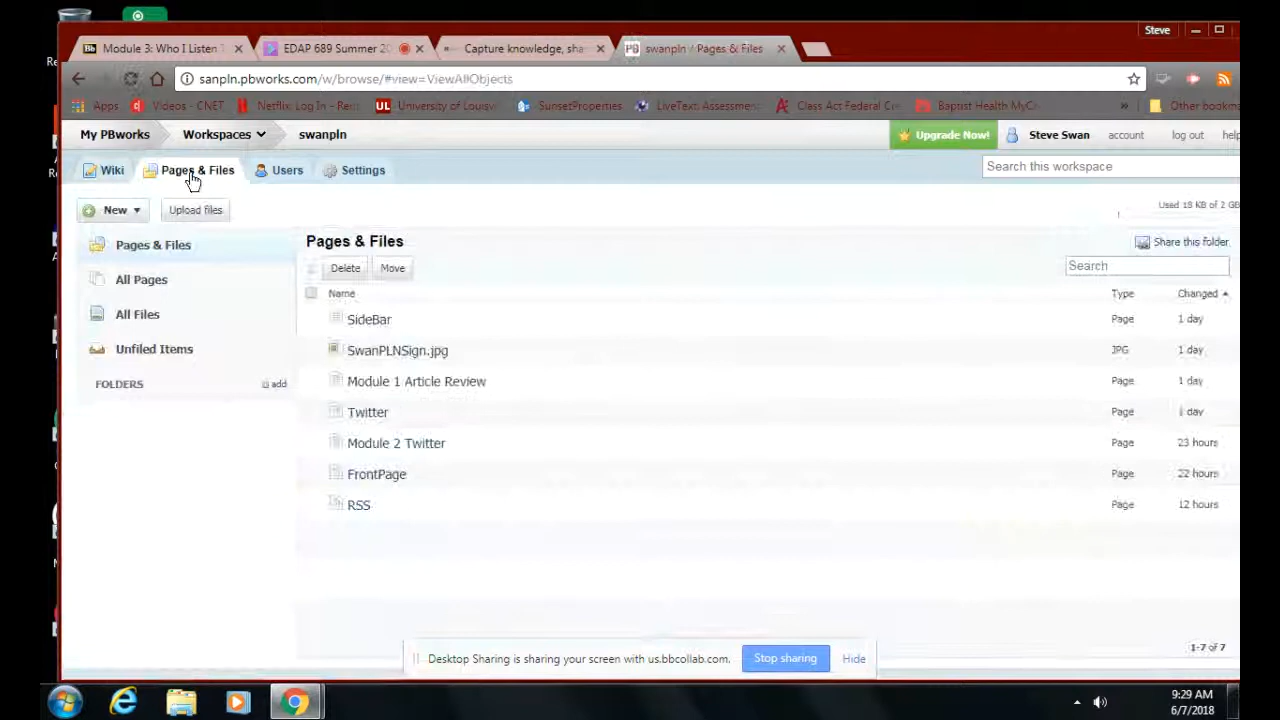 Steve
Module 3: Who I Listen
EDAP 689 Summer 20
Capture knowledge, sha
swanpln / Pages & Files
sanpln.pbworks.com/w/browse/#view=ViewAllObjects
Apps
Videos - CNET
Netflix: Log In - Ren
UL University of Louisv
SunsetProperties
LiveText Assessmen
Class Act Federal Cr
Baptist Health MyC
»
Other bookma
My PBworks
Workspaces
swanpln
Upgrade Now!
Steve Swan
account
log out
help
Wiki
Pages & Files
Users
Settings
Search this workspace
New
Upload files
Used 18 KB of 2 GB
Pages & Files
All Pages
All Files
Unfiled Items
FOLDERS
add
Pages & Files
Share this folder
Delete
Move
Search
Name
Type
Changed
SideBar
Page
1 day
SwanPLNSign.jpg
JPG
1 day
Module 1 Article Review
Page
1 day
Twitter
Page
1 day
Module 2 Twitter
Page
23 hours
FrontPage
Page
22 hours
RSS
Page
12 hours
1-7 of 7
Desktop Sharing is sharing your screen with us.bbcollab.com.
Stop sharing
Hide
9:29 AM
6/7/2018